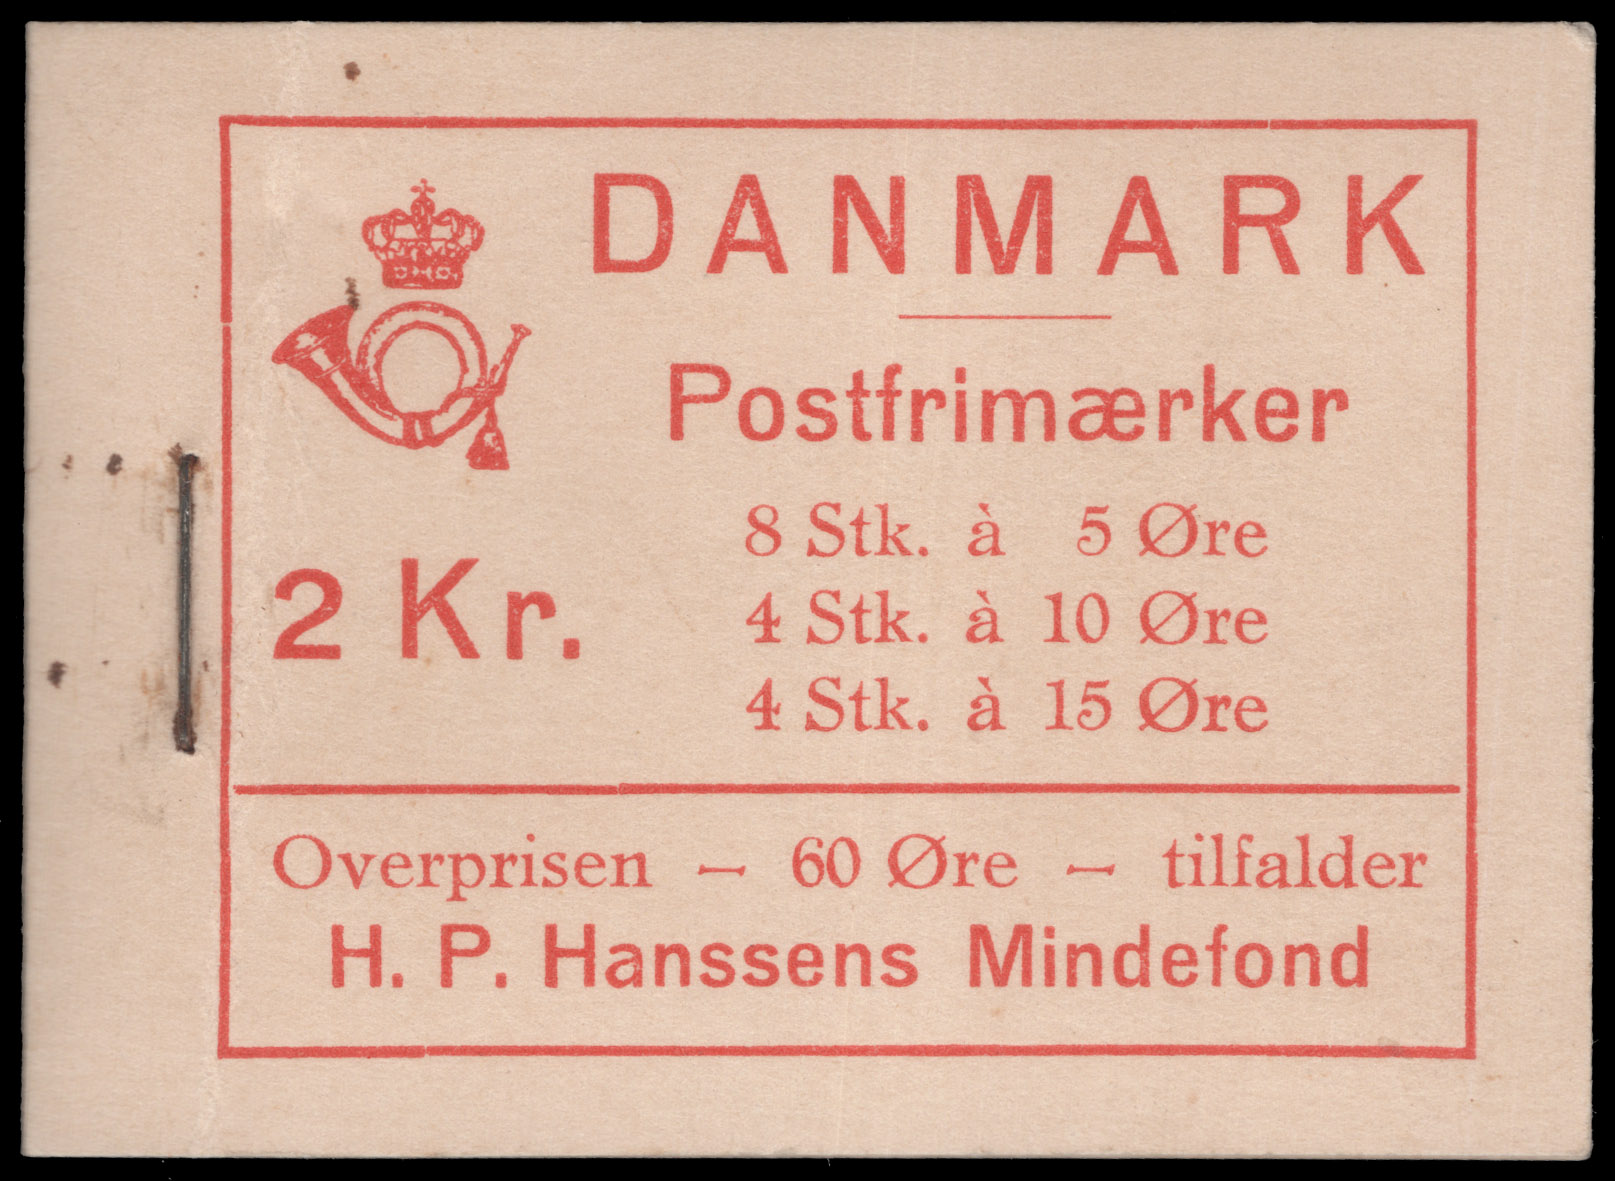 DANMARK
Postfrimærker
2 Kr.
8 Stk. à 5 Øre
4 Stk. à 10 Øre
4 Stk. à 15 Øre
Overprisen – 60 Øre – tilfalder
H. P. Hanssens Mindefond